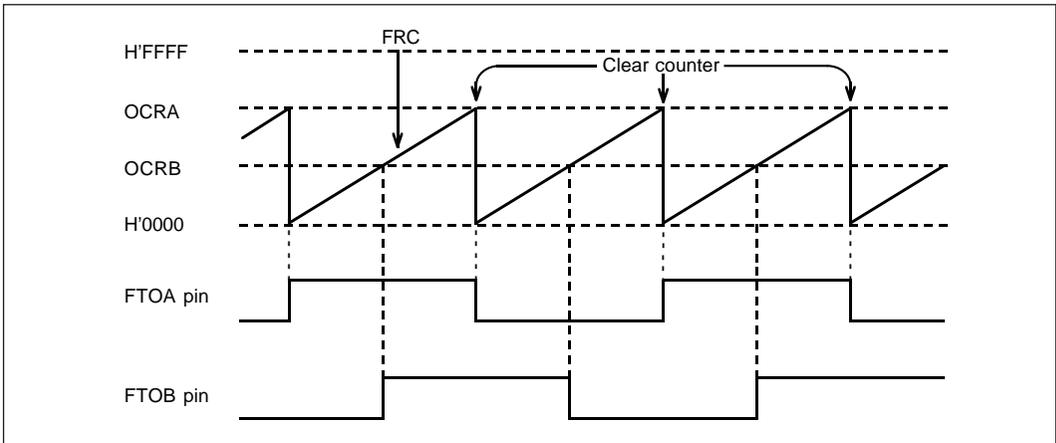 FRC
H'FFFF
Clear counter
OCRA
OCRB
H'0000
FTOA pin
FTOB pin